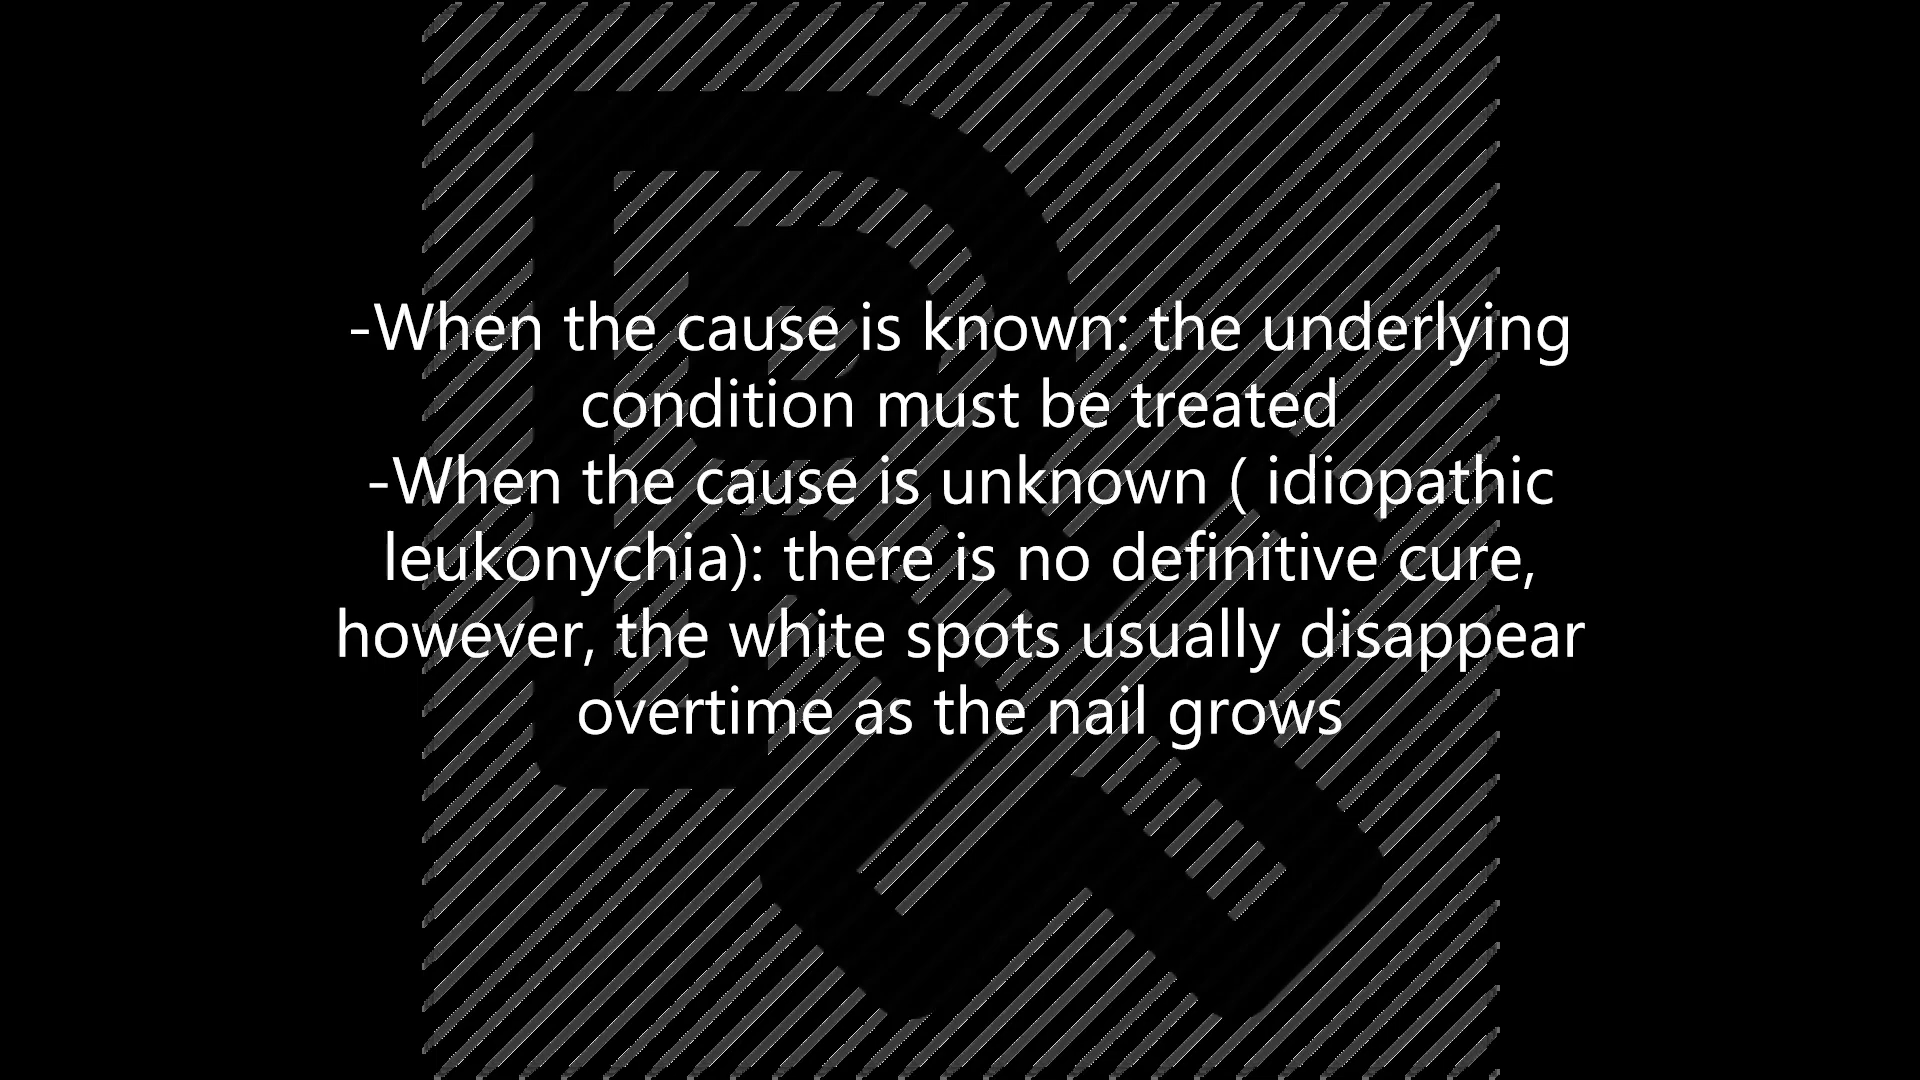 -When the cause is known: the underlying
condition must be treated
-When the cause is unknown ( idiopathic
leukonychia): there is no definitive cure,
however, the white spots usually disappear
overtime as the nail grows